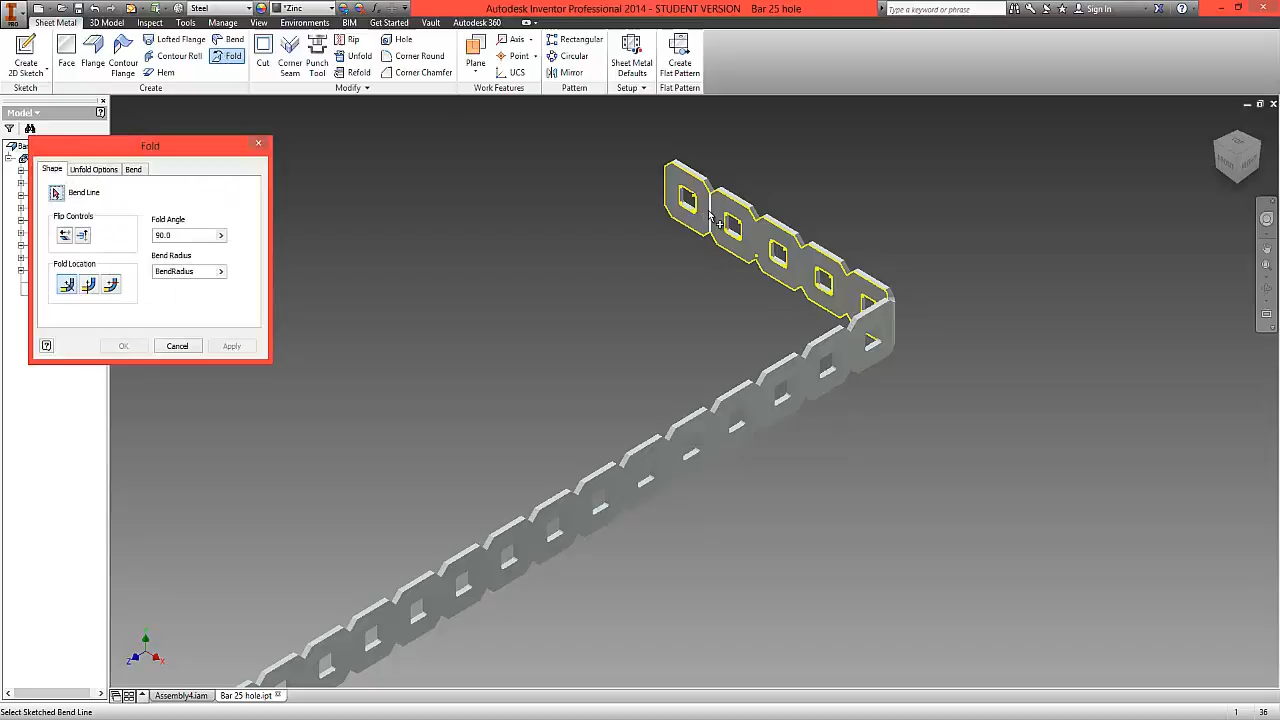 Steel
*Zinc
Autodesk Inventor Professional 2014 - STUDENT VERSION Bar 25 hole
Type a keyword or phrase
Sign In
PRO
Sheet Metal
3D Model
Inspect
Tools
Manage
View
Environments
BIM
Get Started
Vault
Autodesk 360
Create
2D Sketch
Face
Flange
Contour
Flange
Lofted Flange
Contour Roll
Hem
Bend
Fold
Cut
Corner
Seam
Punch
Tool
Rip
Unfold
Refold
Hole
Corner Round
Corner Chamfer
Plane
Axis
Point
UCS
Rectangular
Circular
Mirror
Sheet Metal
Defaults
Create
Flat Pattern
Sketch
Create
Modify
Work Features
Pattern
Setup
Flat Pattern
Model
Fold
Shape
Unfold Options
Bend
Bend Line
Flip Controls
Fold Angle
90.0
Bend Radius
BendRadius
Fold Location
OK
Cancel
Apply
Y
Z
X
Assembly4.iam
Bar 25 hole.ipt
Select Sketched Bend Line
1
36